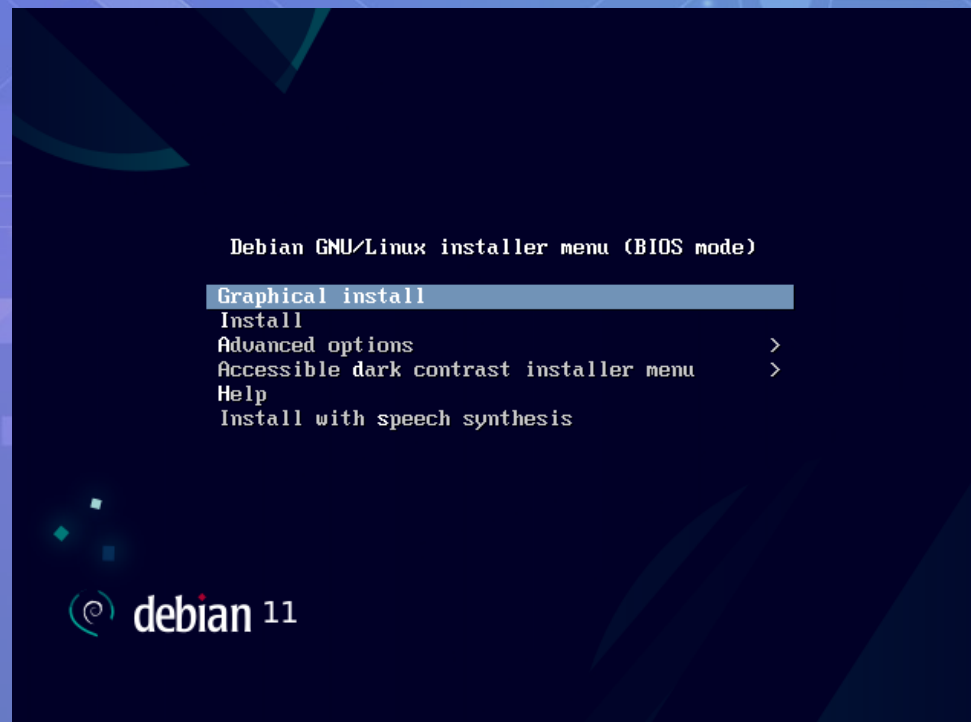 Debian GNU/Linux installer menu (BIOS mode)
Graphical install
Install
Advanced options >
Accessible dark contrast installer menu >
Help
Install with speech synthesis
debian 11